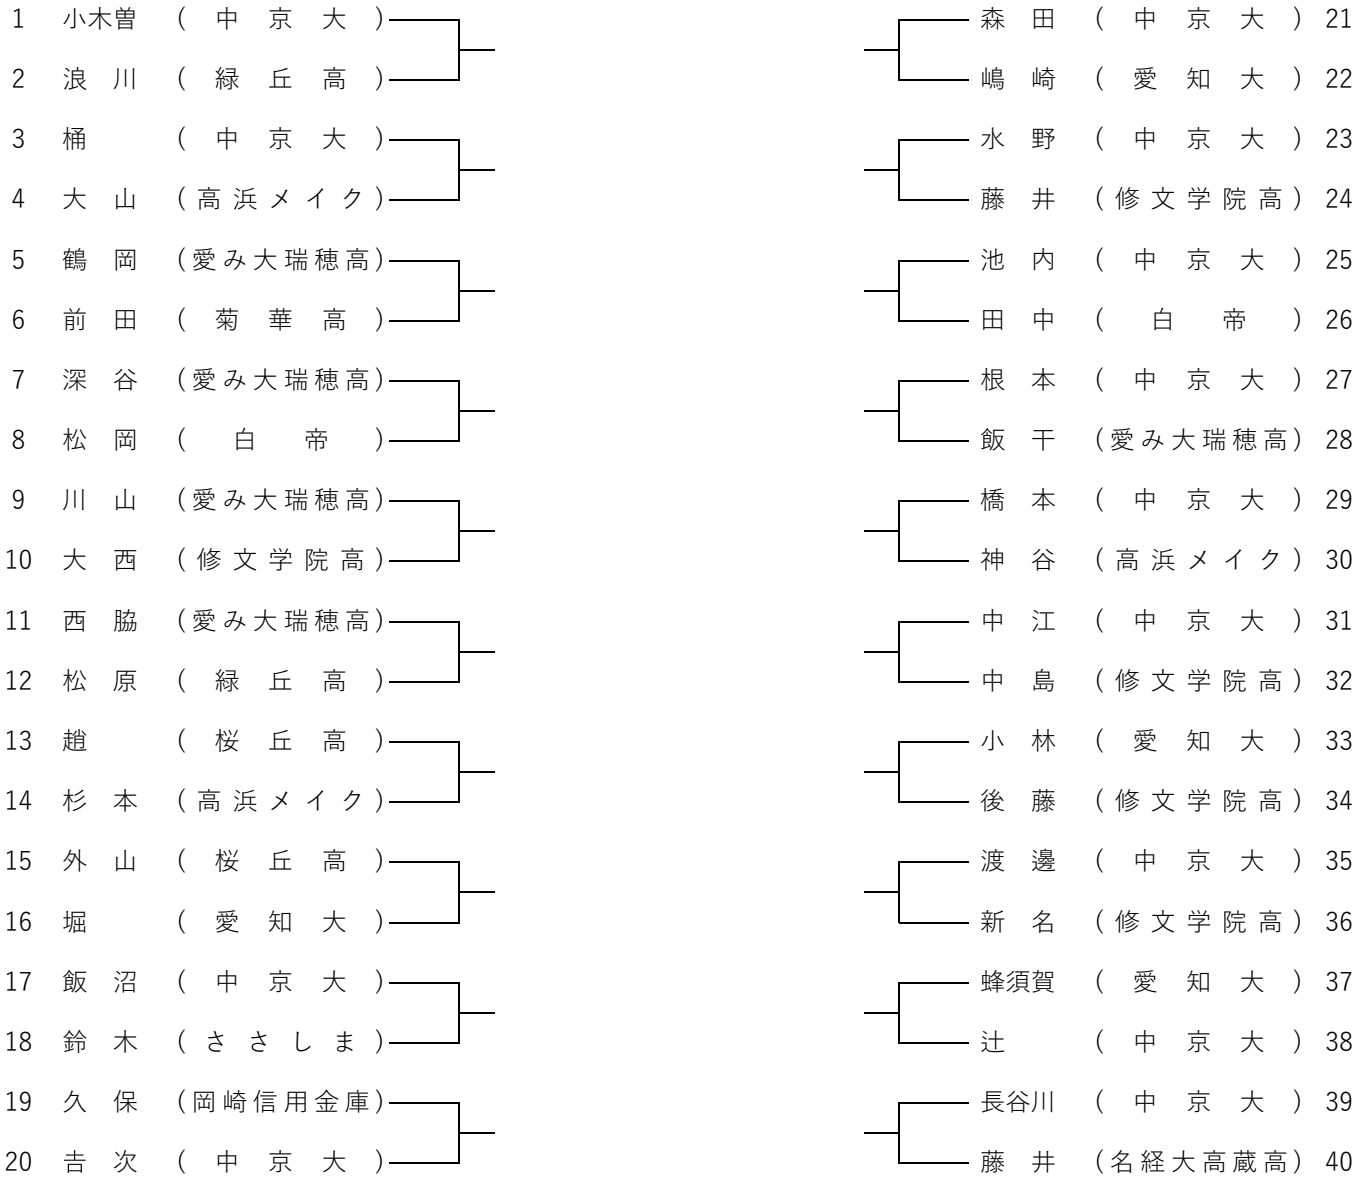 1 小木曽 (中京大) 森田 (中京大) 21
2 浪川 (緑丘高) 嶋崎 (愛知大) 22
3 桶 (中京大) 水野 (中京大) 23
4 大山 (高浜メイク) 藤井 (修文学院高) 24
5 鶴岡 (愛み大瑞穂高) 池内 (中京大) 25
6 前田 (菊華高) 田中 (白帝) 26
7 深谷 (愛み大瑞穂高) 根本 (中京大) 27
8 松岡 (白帝) 飯干 (愛み大瑞穂高) 28
9 川山 (愛み大瑞穂高) 橋本 (中京大) 29
10 大西 (修文学院高) 神谷 (高浜メイク) 30
11 西脇 (愛み大瑞穂高) 中江 (中京大) 31
12 松原 (緑丘高) 中島 (修文学院高) 32
13 趙 (桜丘高) 小林 (愛知大) 33
14 杉本 (高浜メイク) 後藤 (修文学院高) 34
15 外山 (桜丘高) 渡邊 (中京大) 35
16 堀 (愛知大) 新名 (修文学院高) 36
17 飯沼 (中京大) 蜂須賀 (愛知大) 37
18 鈴木 (ささしま) 辻 (中京大) 38
19 久保 (岡崎信用金庫) 長谷川 (中京大) 39
20 𠮷次 (中京大) 藤井 (名経大高蔵高) 40